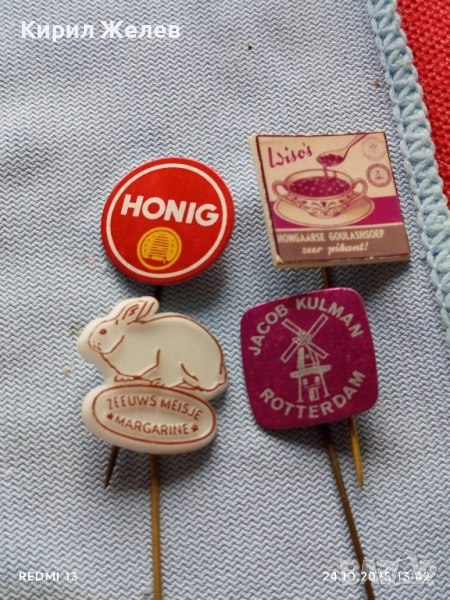 Кирил Желев
HONIG
Wiso's
HONGAARSE GOULASHSOEP
zeer pikant!
JACOB KULMAN
ROTTERDAM
ZEEUWS MEISJE
MARGARINE
REDMI 13
24.10.2025 13:42